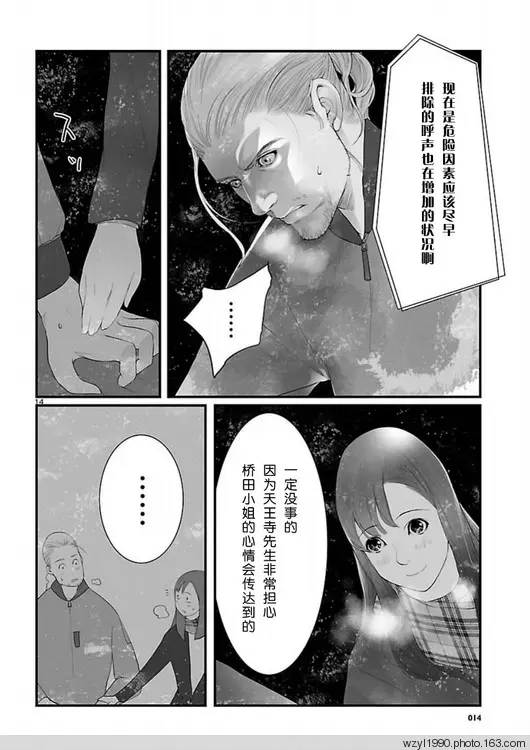 现在是危险因素应该尽早
排除的呼声也在增加的状况啊
……
スッ
14
一定没事的
因为天王寺先生非常担心
桥田小姐的心情会传达到的
……
014
wzyl1990.photo.163.com